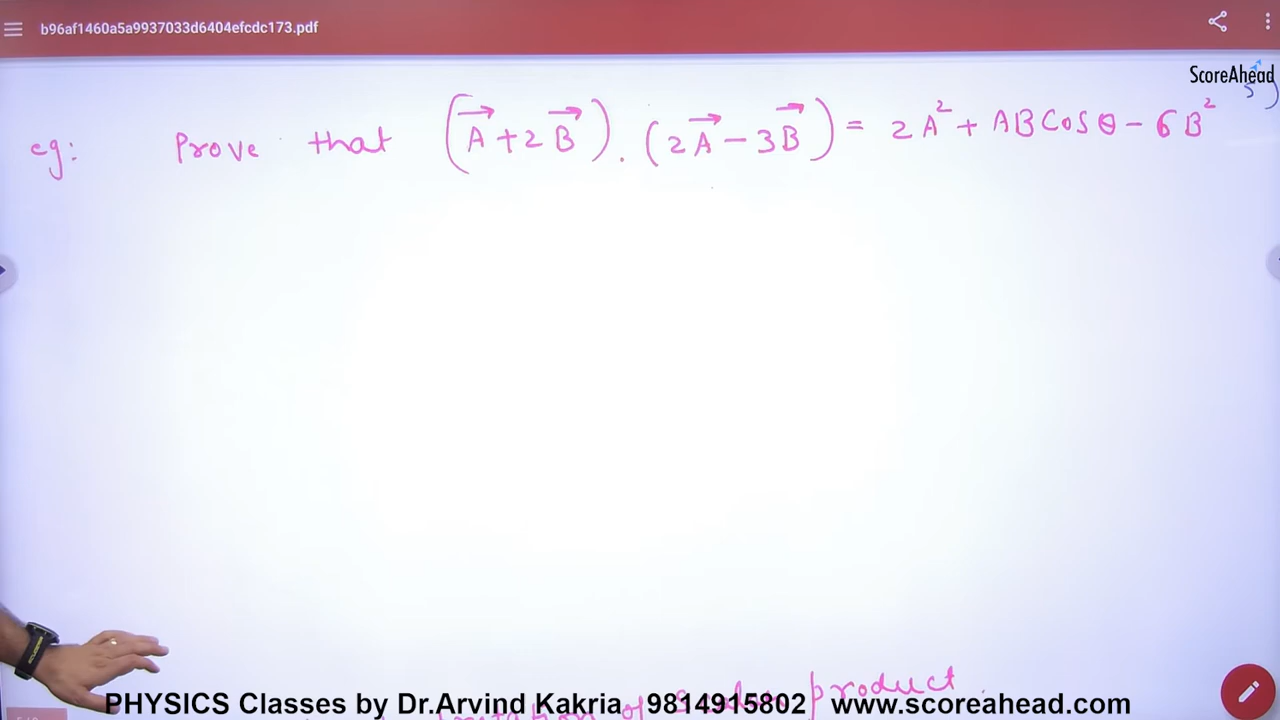 b96af1460a5a9937033d6404efcdc173.pdf
ScoreAhead
eg: Prove that (A⃗ + 2B⃗) . (2A⃗ - 3B⃗) = 2A² + AB Cos θ - 6B²
of product
PHYSICS Classes by Dr.Arvind Kakria 9814915802 www.scoreahead.com